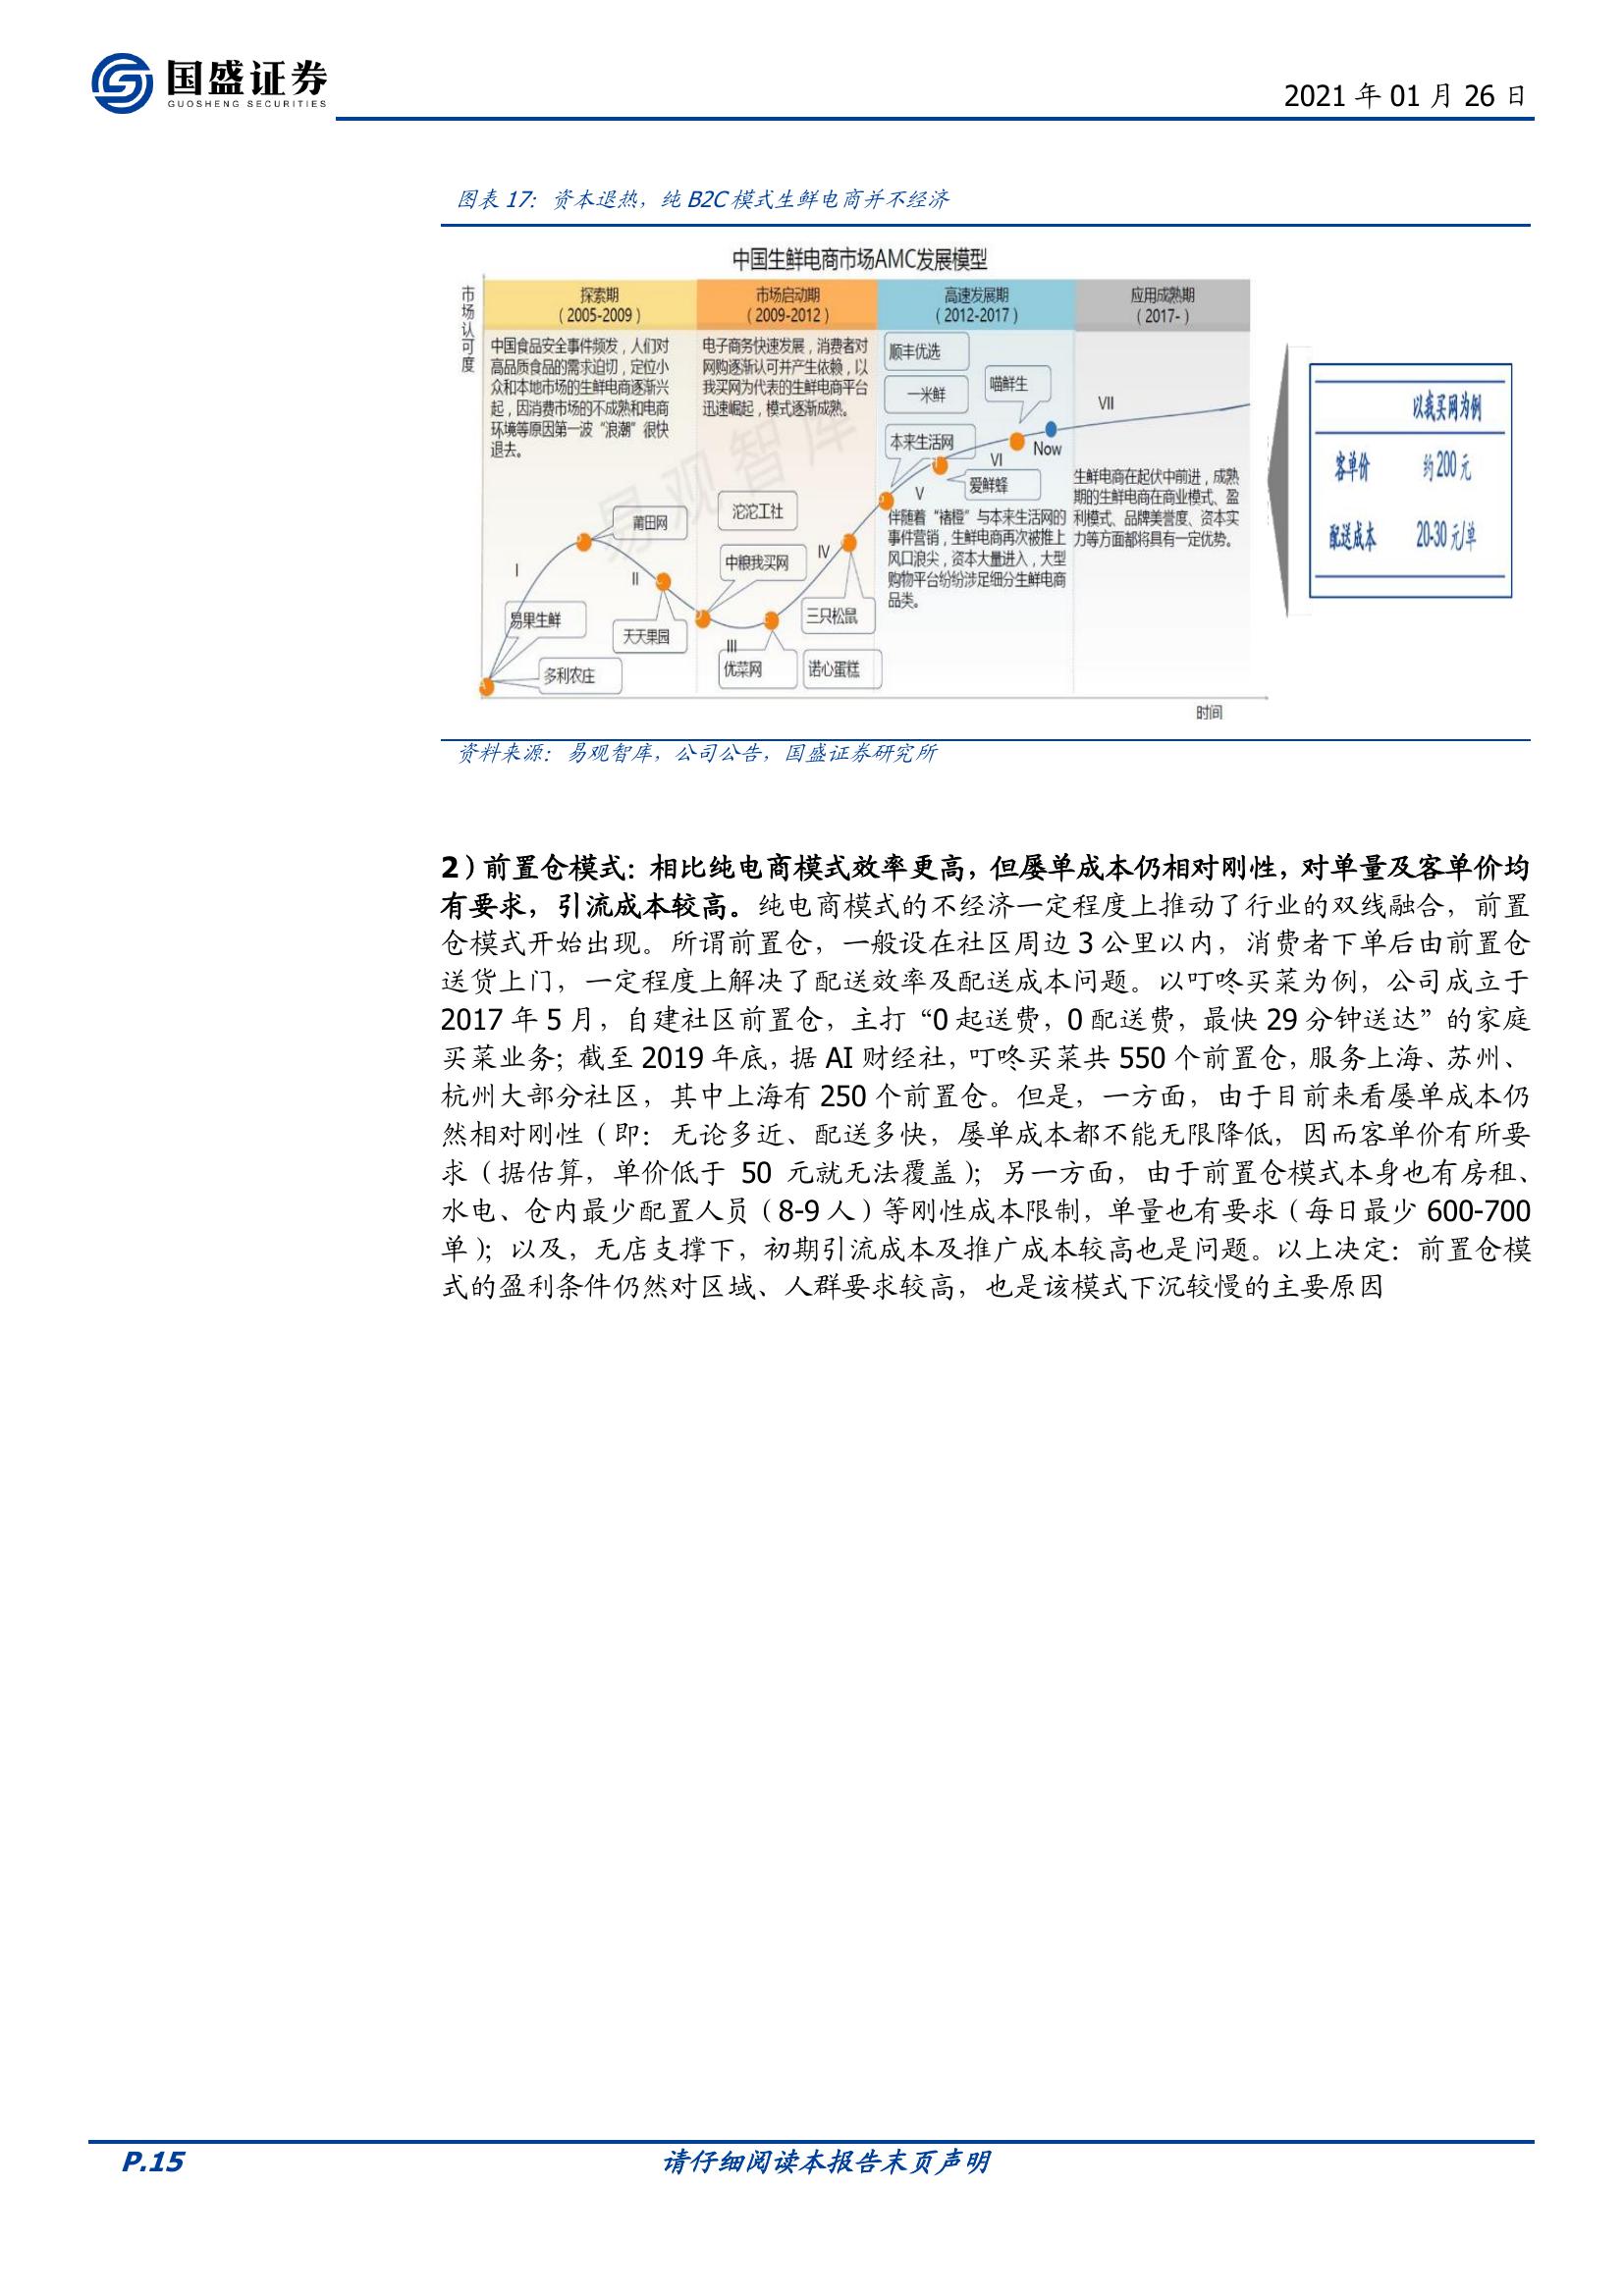 国盛证券
GUOSHENG SECURITIES
2021 年 01 月 26 日
图表 17：资本退热，纯 B2C 模式生鲜电商并不经济
中国生鲜电商市场AMC发展模型
市场认可度
探索期
（2005-2009）
市场启动期
（2009-2012）
高速发展期
（2012-2017）
应用成熟期
（2017-）
中国食品安全事件频发，人们对
高品质食品的需求迫切，定位小
众和本地市场的生鲜电商逐渐兴
起，因消费市场的不成熟和电商
环境等原因第一波“浪潮”很快
退去。
电子商务快速发展，消费者对
网购逐渐认可并产生依赖，以
我买网为代表的生鲜电商平台
迅速崛起，模式逐渐成熟。
顺丰优选
一米鲜
喵鲜生
本来生活网
爱鲜蜂
Now
VII
VI
V
伴随着“褚橙”与本来生活网的
事件营销，生鲜电商再次被推上
风口浪尖，资本大量进入，大型
购物平台纷纷涉足细分生鲜电商
品类。
生鲜电商在起伏中前进，成熟
期的生鲜电商在商业模式、盈
利模式、品牌美誉度、资本实
力等方面都将具有一定优势。
易观智库
莆田网
沱沱工社
中粮我买网
IV
I
II
III
易果生鲜
天天果园
三只松鼠
多利农庄
优菜网
诺心蛋糕
时间
以我买网为例
客单价 约200元
配送成本 20-30元/单
资料来源：易观智库，公司公告，国盛证券研究所
2）前置仓模式：相比纯电商模式效率更高，但屡单成本仍相对刚性，对单量及客单价均
有要求，引流成本较高。纯电商模式的不经济一定程度上推动了行业的双线融合，前置
仓模式开始出现。所谓前置仓，一般设在社区周边 3 公里以内，消费者下单后由前置仓
送货上门，一定程度上解决了配送效率及配送成本问题。以叮咚买菜为例，公司成立于
2017 年 5 月，自建社区前置仓，主打“0 起送费，0 配送费，最快 29 分钟送达”的家庭
买菜业务；截至 2019 年底，据 AI 财经社，叮咚买菜共 550 个前置仓，服务上海、苏州、
杭州大部分社区，其中上海有 250 个前置仓。但是，一方面，由于目前来看屡单成本仍
然相对刚性（即：无论多近、配送多快，屡单成本都不能无限降低，因而客单价有所要
求（据估算，单价低于 50 元就无法覆盖）；另一方面，由于前置仓模式本身也有房租、
水电、仓内最少配置人员（8-9 人）等刚性成本限制，单量也有要求（每日最少 600-700
单）；以及，无店支撑下，初期引流成本及推广成本较高也是问题。以上决定：前置仓模
式的盈利条件仍然对区域、人群要求较高，也是该模式下沉较慢的主要原因
P.15
请仔细阅读本报告末页声明